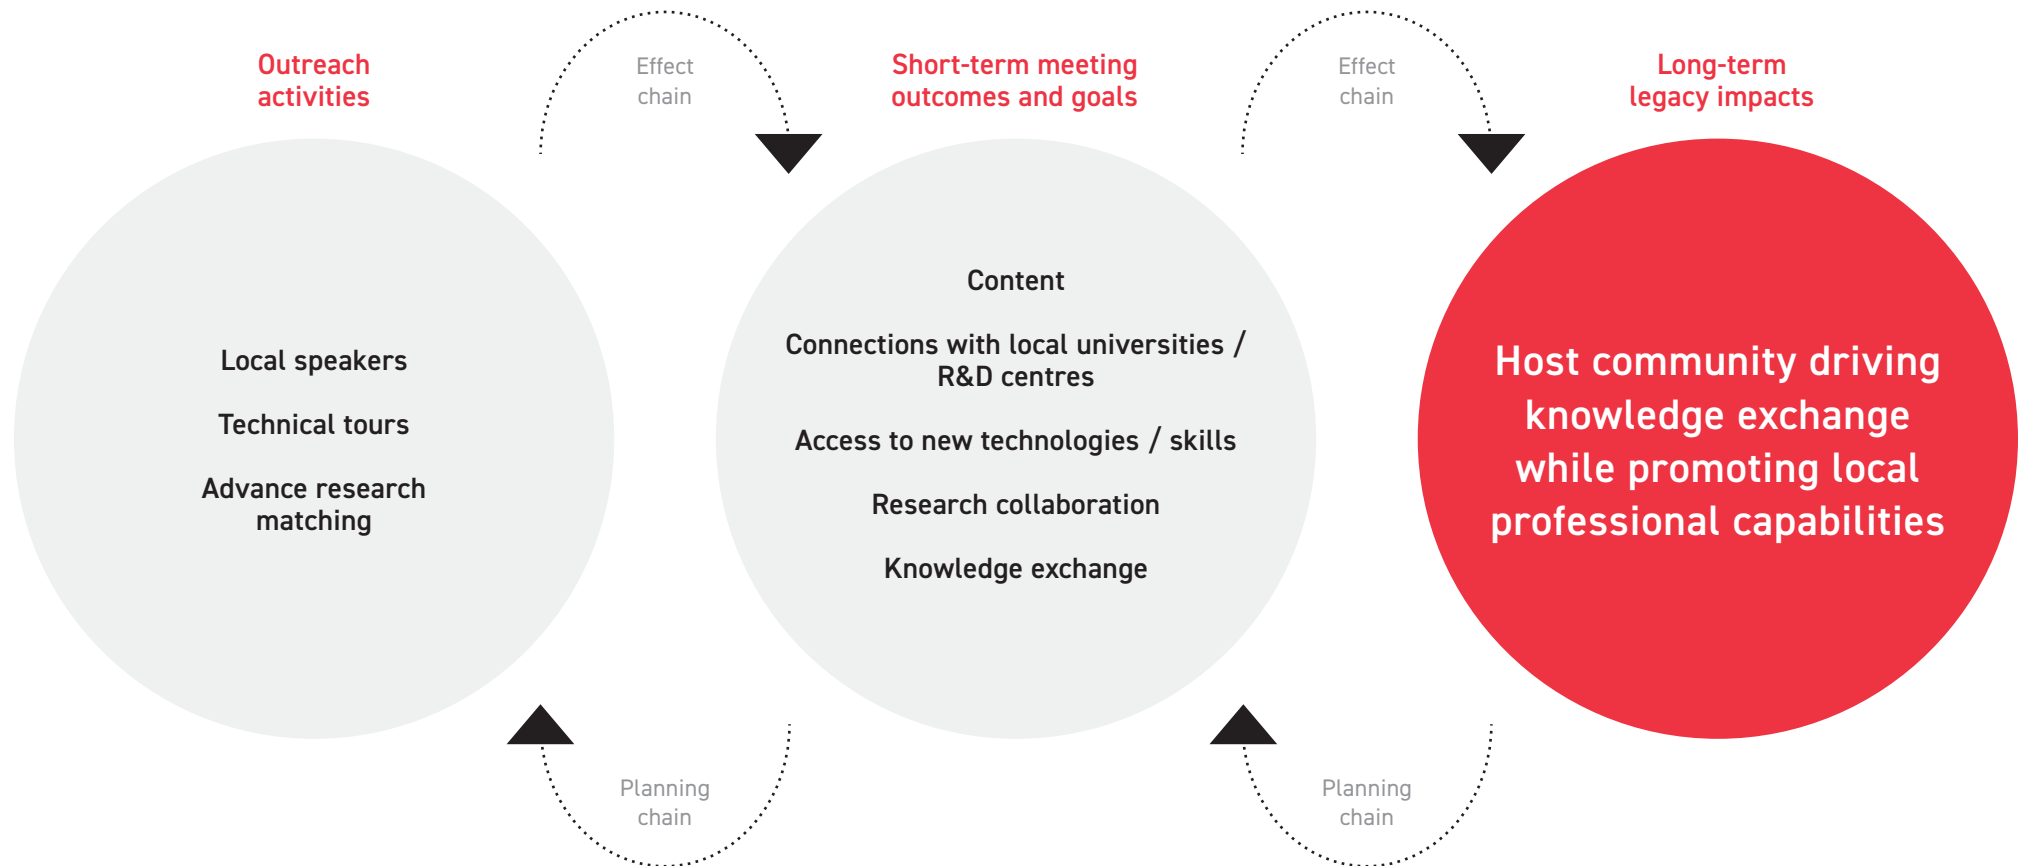 Outreach
activities
Effect
chain
Short-term meeting
outcomes and goals
Effect
chain
Long-term
legacy impacts
Local speakers
Technical tours
Advance research
matching
Content
Connections with local universities /
R&D centres
Access to new technologies / skills
Research collaboration
Knowledge exchange
Host community driving
knowledge exchange
while promoting local
professional capabilities
Planning
chain
Planning
chain